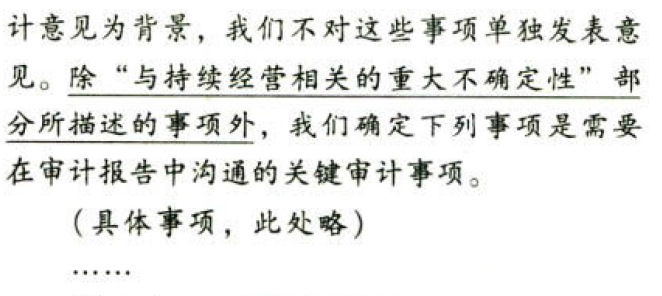 计意见为背景，我们不对这些事项单独发表意
见。除“与持续经营相关的重大不确定性”部
分所描述的事项外，我们确定下列事项是需要
在审计报告中沟通的关键审计事项。
（具体事项，此处略）
……